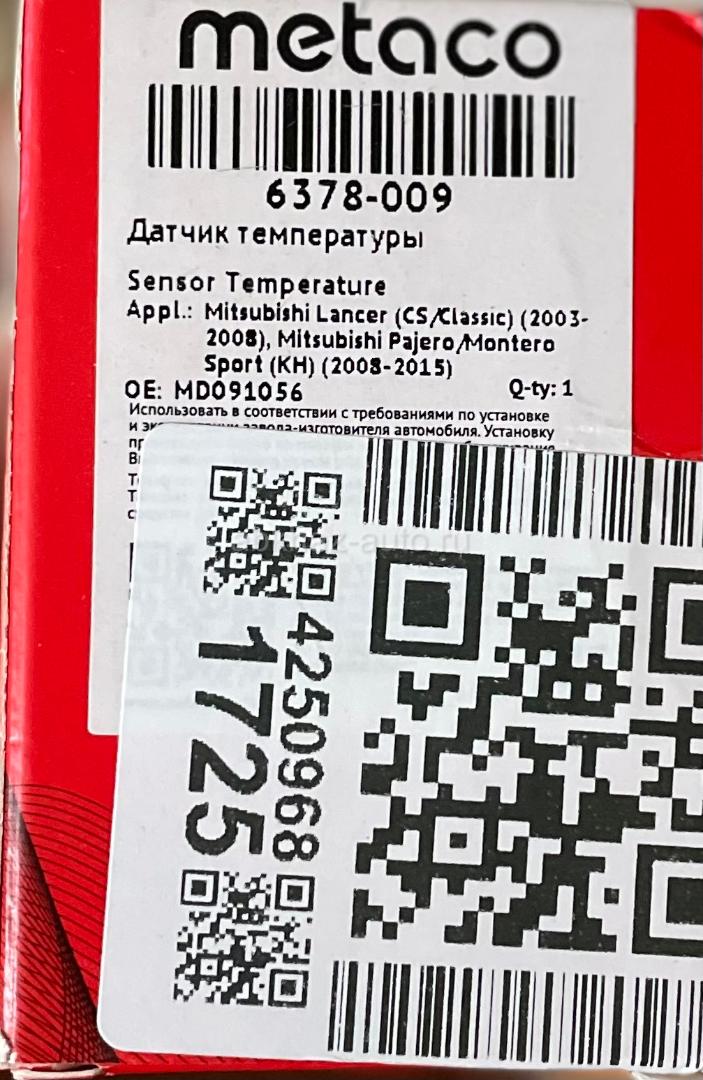 metaco
6378-009
Датчик температуры
Sensor Temperature
Appl.: Mitsubishi Lancer (CS/Classic) (2003-
2008), Mitsubishi Pajero/Montero
Sport (KH) (2008-2015)
OE: MD091056 Q-ty: 1
Использовать в соответствии с требованиями по установке
и завода-изготовителя автомобиля. Установку
4250968
1725